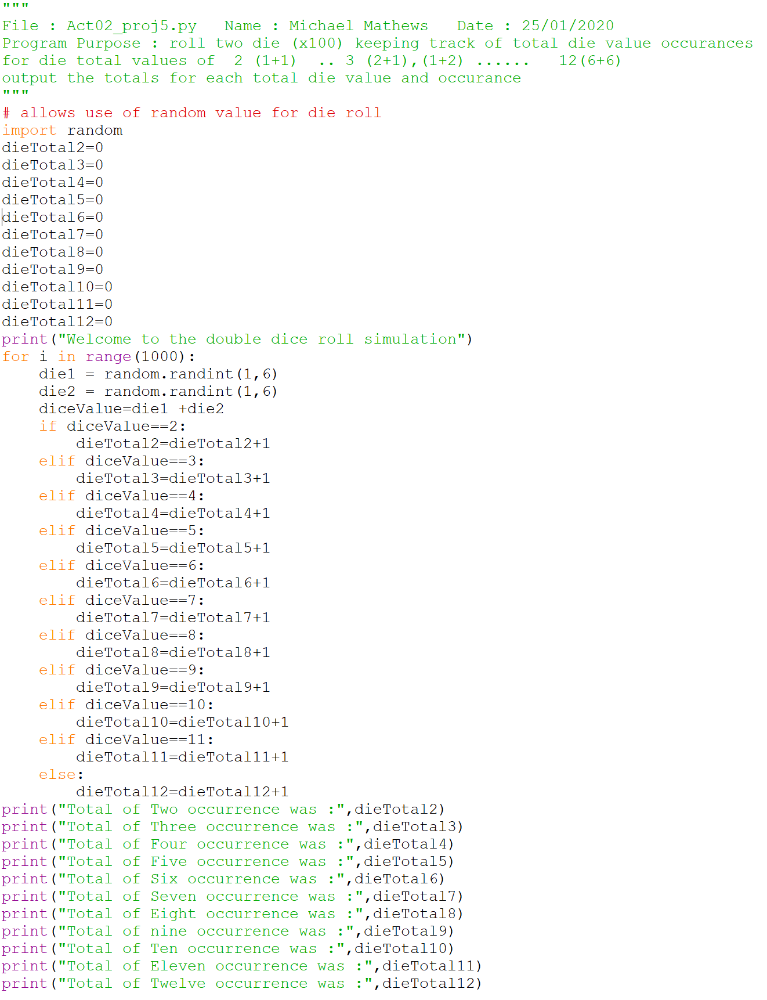 """
File : Act02_proj5.py   Name : Michael Mathews   Date : 25/01/2020
Program Purpose : roll two die (x100) keeping track of total die value occurances
for die total values of  2 (1+1)  .. 3 (2+1),(1+2) ......   12(6+6)
output the totals for each total die value and occurance
"""
# allows use of random value for die roll
import random
dieTotal2=0
dieTotal3=0
dieTotal4=0
dieTotal5=0
dieTotal6=0
dieTotal7=0
dieTotal8=0
dieTotal9=0
dieTotal10=0
dieTotal11=0
dieTotal12=0
print("Welcome to the double dice roll simulation")
for i in range(1000):
    die1 = random.randint(1,6)
    die2 = random.randint(1,6)
    diceValue=die1 +die2
    if diceValue==2:
        dieTotal2=dieTotal2+1
    elif diceValue==3:
        dieTotal3=dieTotal3+1
    elif diceValue==4:
        dieTotal4=dieTotal4+1
    elif diceValue==5:
        dieTotal5=dieTotal5+1
    elif diceValue==6:
        dieTotal6=dieTotal6+1
    elif diceValue==7:
        dieTotal7=dieTotal7+1
    elif diceValue==8:
        dieTotal8=dieTotal8+1
    elif diceValue==9:
        dieTotal9=dieTotal9+1
    elif diceValue==10:
        dieTotal10=dieTotal10+1
    elif diceValue==11:
        dieTotal11=dieTotal11+1
    else:
        dieTotal12=dieTotal12+1
print("Total of Two occurrence was :",dieTotal2)
print("Total of Three occurrence was :",dieTotal3)
print("Total of Four occurrence was :",dieTotal4)
print("Total of Five occurrence was :",dieTotal5)
print("Total of Six occurrence was :",dieTotal6)
print("Total of Seven occurrence was :",dieTotal7)
print("Total of Eight occurrence was :",dieTotal8)
print("Total of nine occurrence was :",dieTotal9)
print("Total of Ten occurrence was :",dieTotal10)
print("Total of Eleven occurrence was :",dieTotal11)
print("Total of Twelve occurrence was :",dieTotal12)